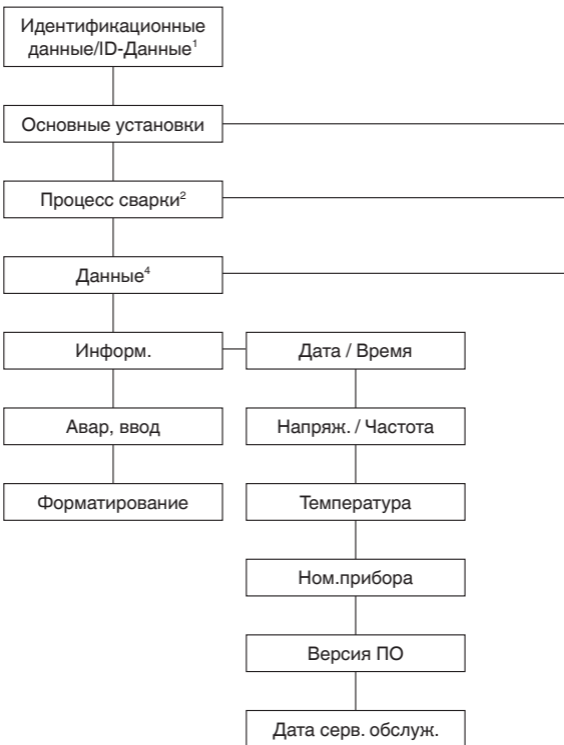 Идентификационные
данные/ID-Данные¹
Основные установки
Процесс сварки²
Данные⁴
Информ.
Дата / Время
Авар, ввод
Напряж. / Частота
Форматирование
Температура
Ном.прибора
Версия ПО
Дата серв. обслуж.